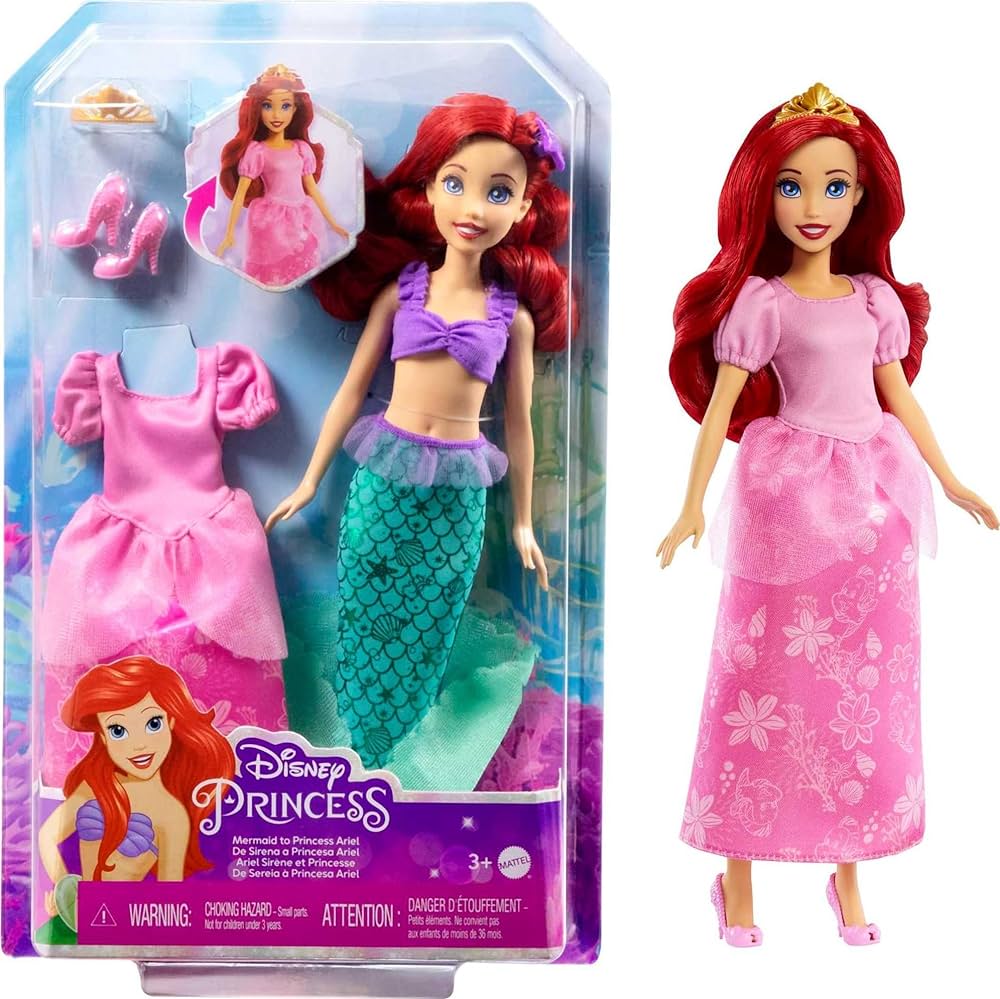 Disney
PRINCESS
Mermaid to Princess Ariel
De Sirena a Princesa Ariel
Ariel Sirène et Princesse
De Sereia à Princesa Ariel
3+
MATTEL
WARNING:
CHOKING HAZARD - Small parts.
Not for children under 3 years.
ATTENTION :
DANGER D'ÉTOUFFEMENT -
Petits éléments. Ne convient pas
aux enfants de moins de 36 mois.